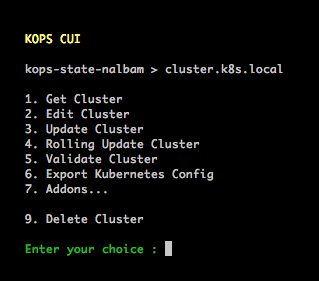 KOPS CUI
kops-state-nalbam > cluster.k8s.local
1. Get Cluster
2. Edit Cluster
3. Update Cluster
4. Rolling Update Cluster
5. Validate Cluster
6. Export Kubernetes Config
7. Addons...
9. Delete Cluster
Enter your choice :